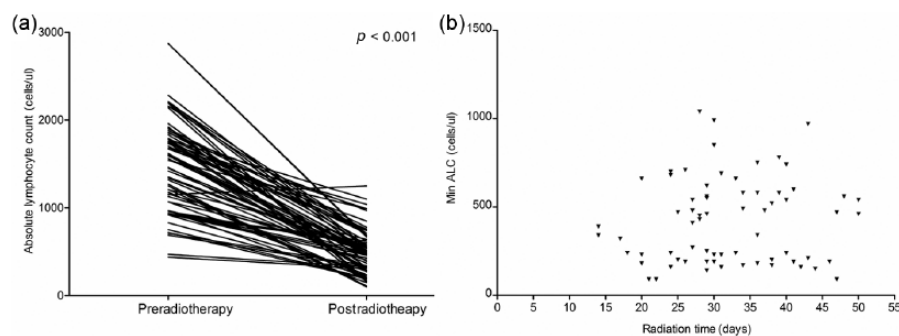 (a)
p < 0.001
Absolute lymphocyte count (cells/ul)
3000
2000
1000
0
Preradiotherapy Postradiotheapy
(b)
Min ALC (cells/ul)
1500
1000
500
0
0 5 10 15 20 25 30 35 40 45 50 55
Radiation time (days)